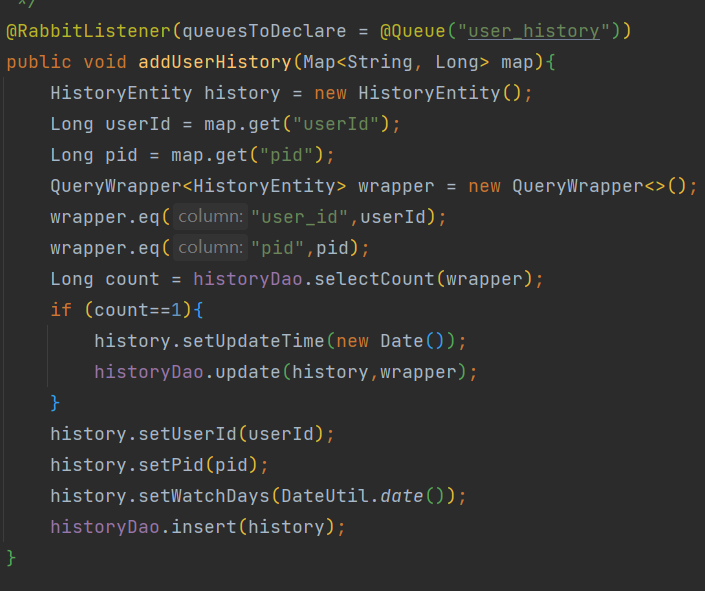 */
@RabbitListener(queuesToDeclare = @Queue("user_history"))
public void addUserHistory(Map<String, Long> map){
    HistoryEntity history = new HistoryEntity();
    Long userId = map.get("userId");
    Long pid = map.get("pid");
    QueryWrapper<HistoryEntity> wrapper = new QueryWrapper<>();
    wrapper.eq( column: "user_id",userId);
    wrapper.eq( column: "pid",pid);
    Long count = historyDao.selectCount(wrapper);
    if (count==1){
        history.setUpdateTime(new Date());
        historyDao.update(history,wrapper);
    }
    history.setUserId(userId);
    history.setPid(pid);
    history.setWatchDays(DateUtil.date());
    historyDao.insert(history);
}